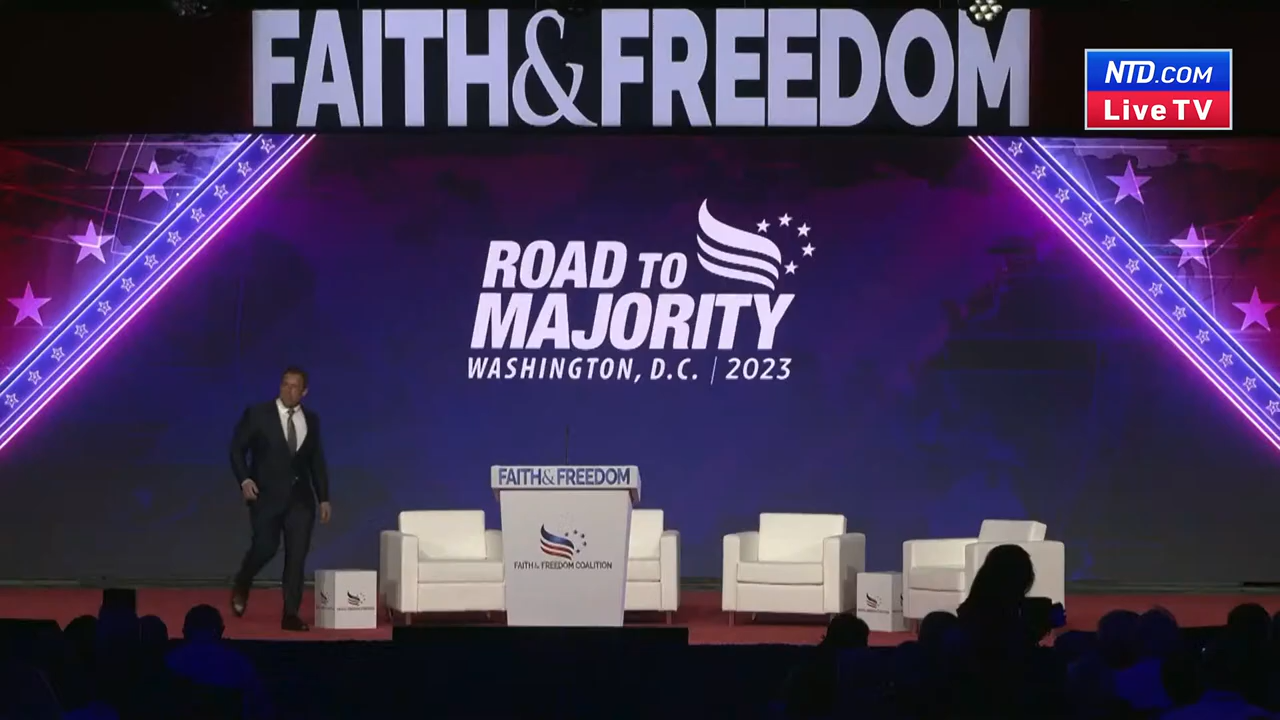 FAITH & FREEDOM
NTD.COM
Live TV
ROAD TO
MAJORITY
WASHINGTON, D.C. | 2023
FAITH & FREEDOM
FAITH & FREEDOM COALITION